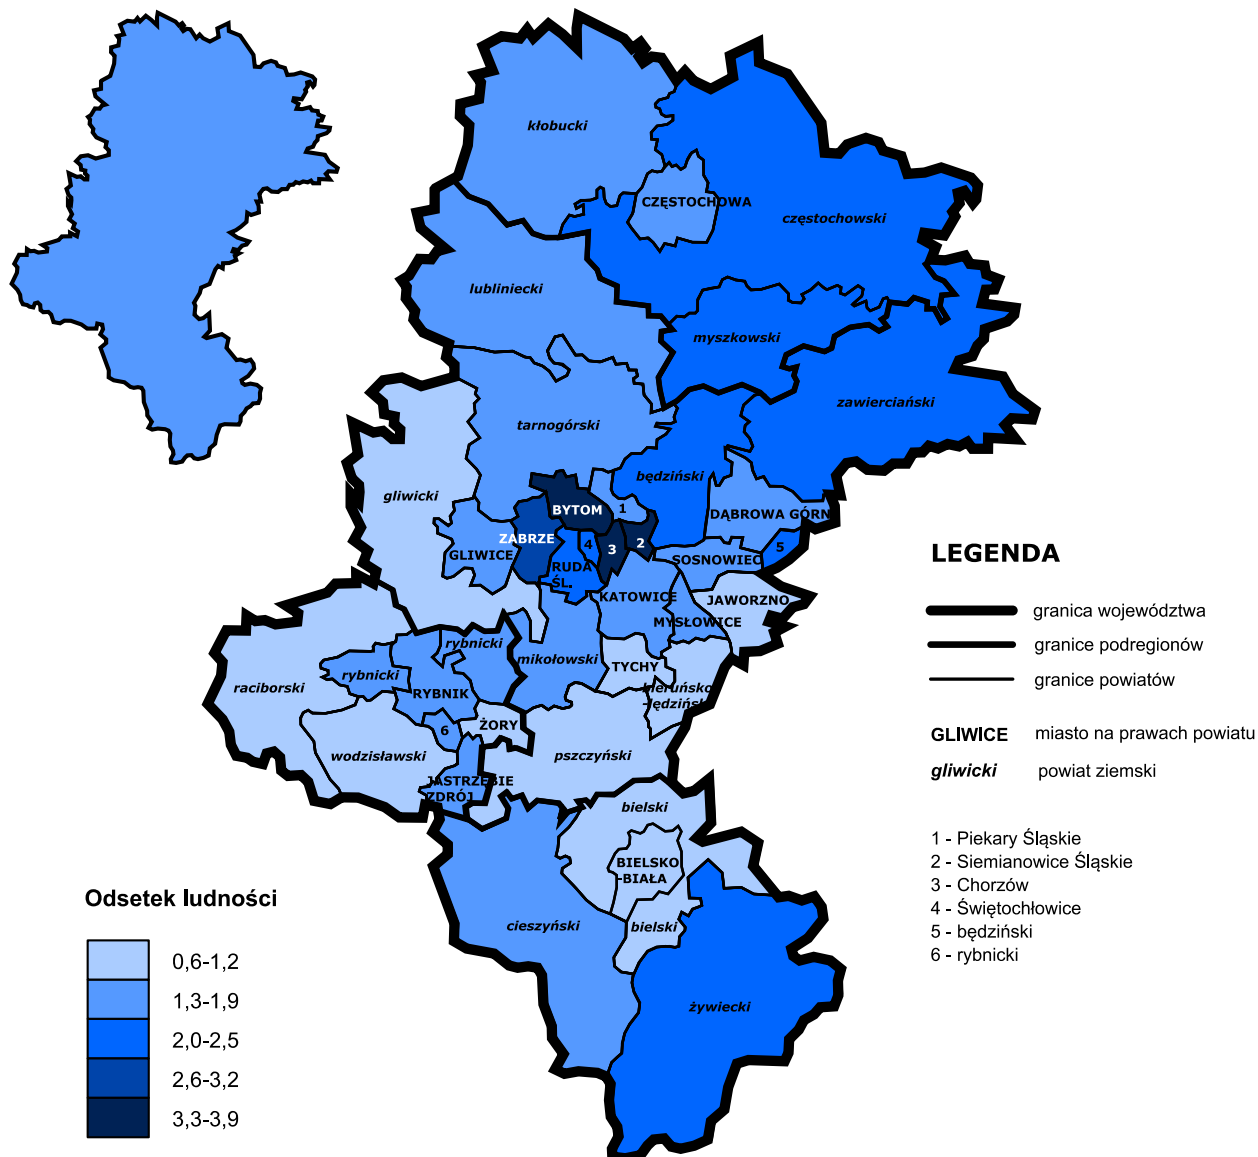 kłobucki
CZĘSTOCHOWA
częstochowski
lubliniecki
myszkowski
zawierciański
tarnogórski
gliwicki
będziński
BYTOM
1
DĄBROWA GÓRN
ZABRZE
GLIWICE
4
3
2
5
SOSNOWIEC
RUDA
ŚL.
KATOWICE
JAWORZNO
MYSŁOWICE
rybnicki
mikołowski
TYCHY
rybnicki
raciborski
RYBNIK
bieruńsko
-lędziński
6
ŻORY
wodzisławski
pszczyński
JASTRZĘBIE
ZDRÓJ
bielski
BIELSKO
-BIAŁA
cieszyński
bielski
żywiecki
LEGENDA
granica województwa
granice podregionów
granice powiatów
GLIWICE miasto na prawach powiatu
gliwicki powiat ziemski
1 - Piekary Śląskie
2 - Siemianowice Śląskie
3 - Chorzów
4 - Świętochłowice
5 - będziński
6 - rybnicki
Odsetek ludności
0,6-1,2
1,3-1,9
2,0-2,5
2,6-3,2
3,3-3,9